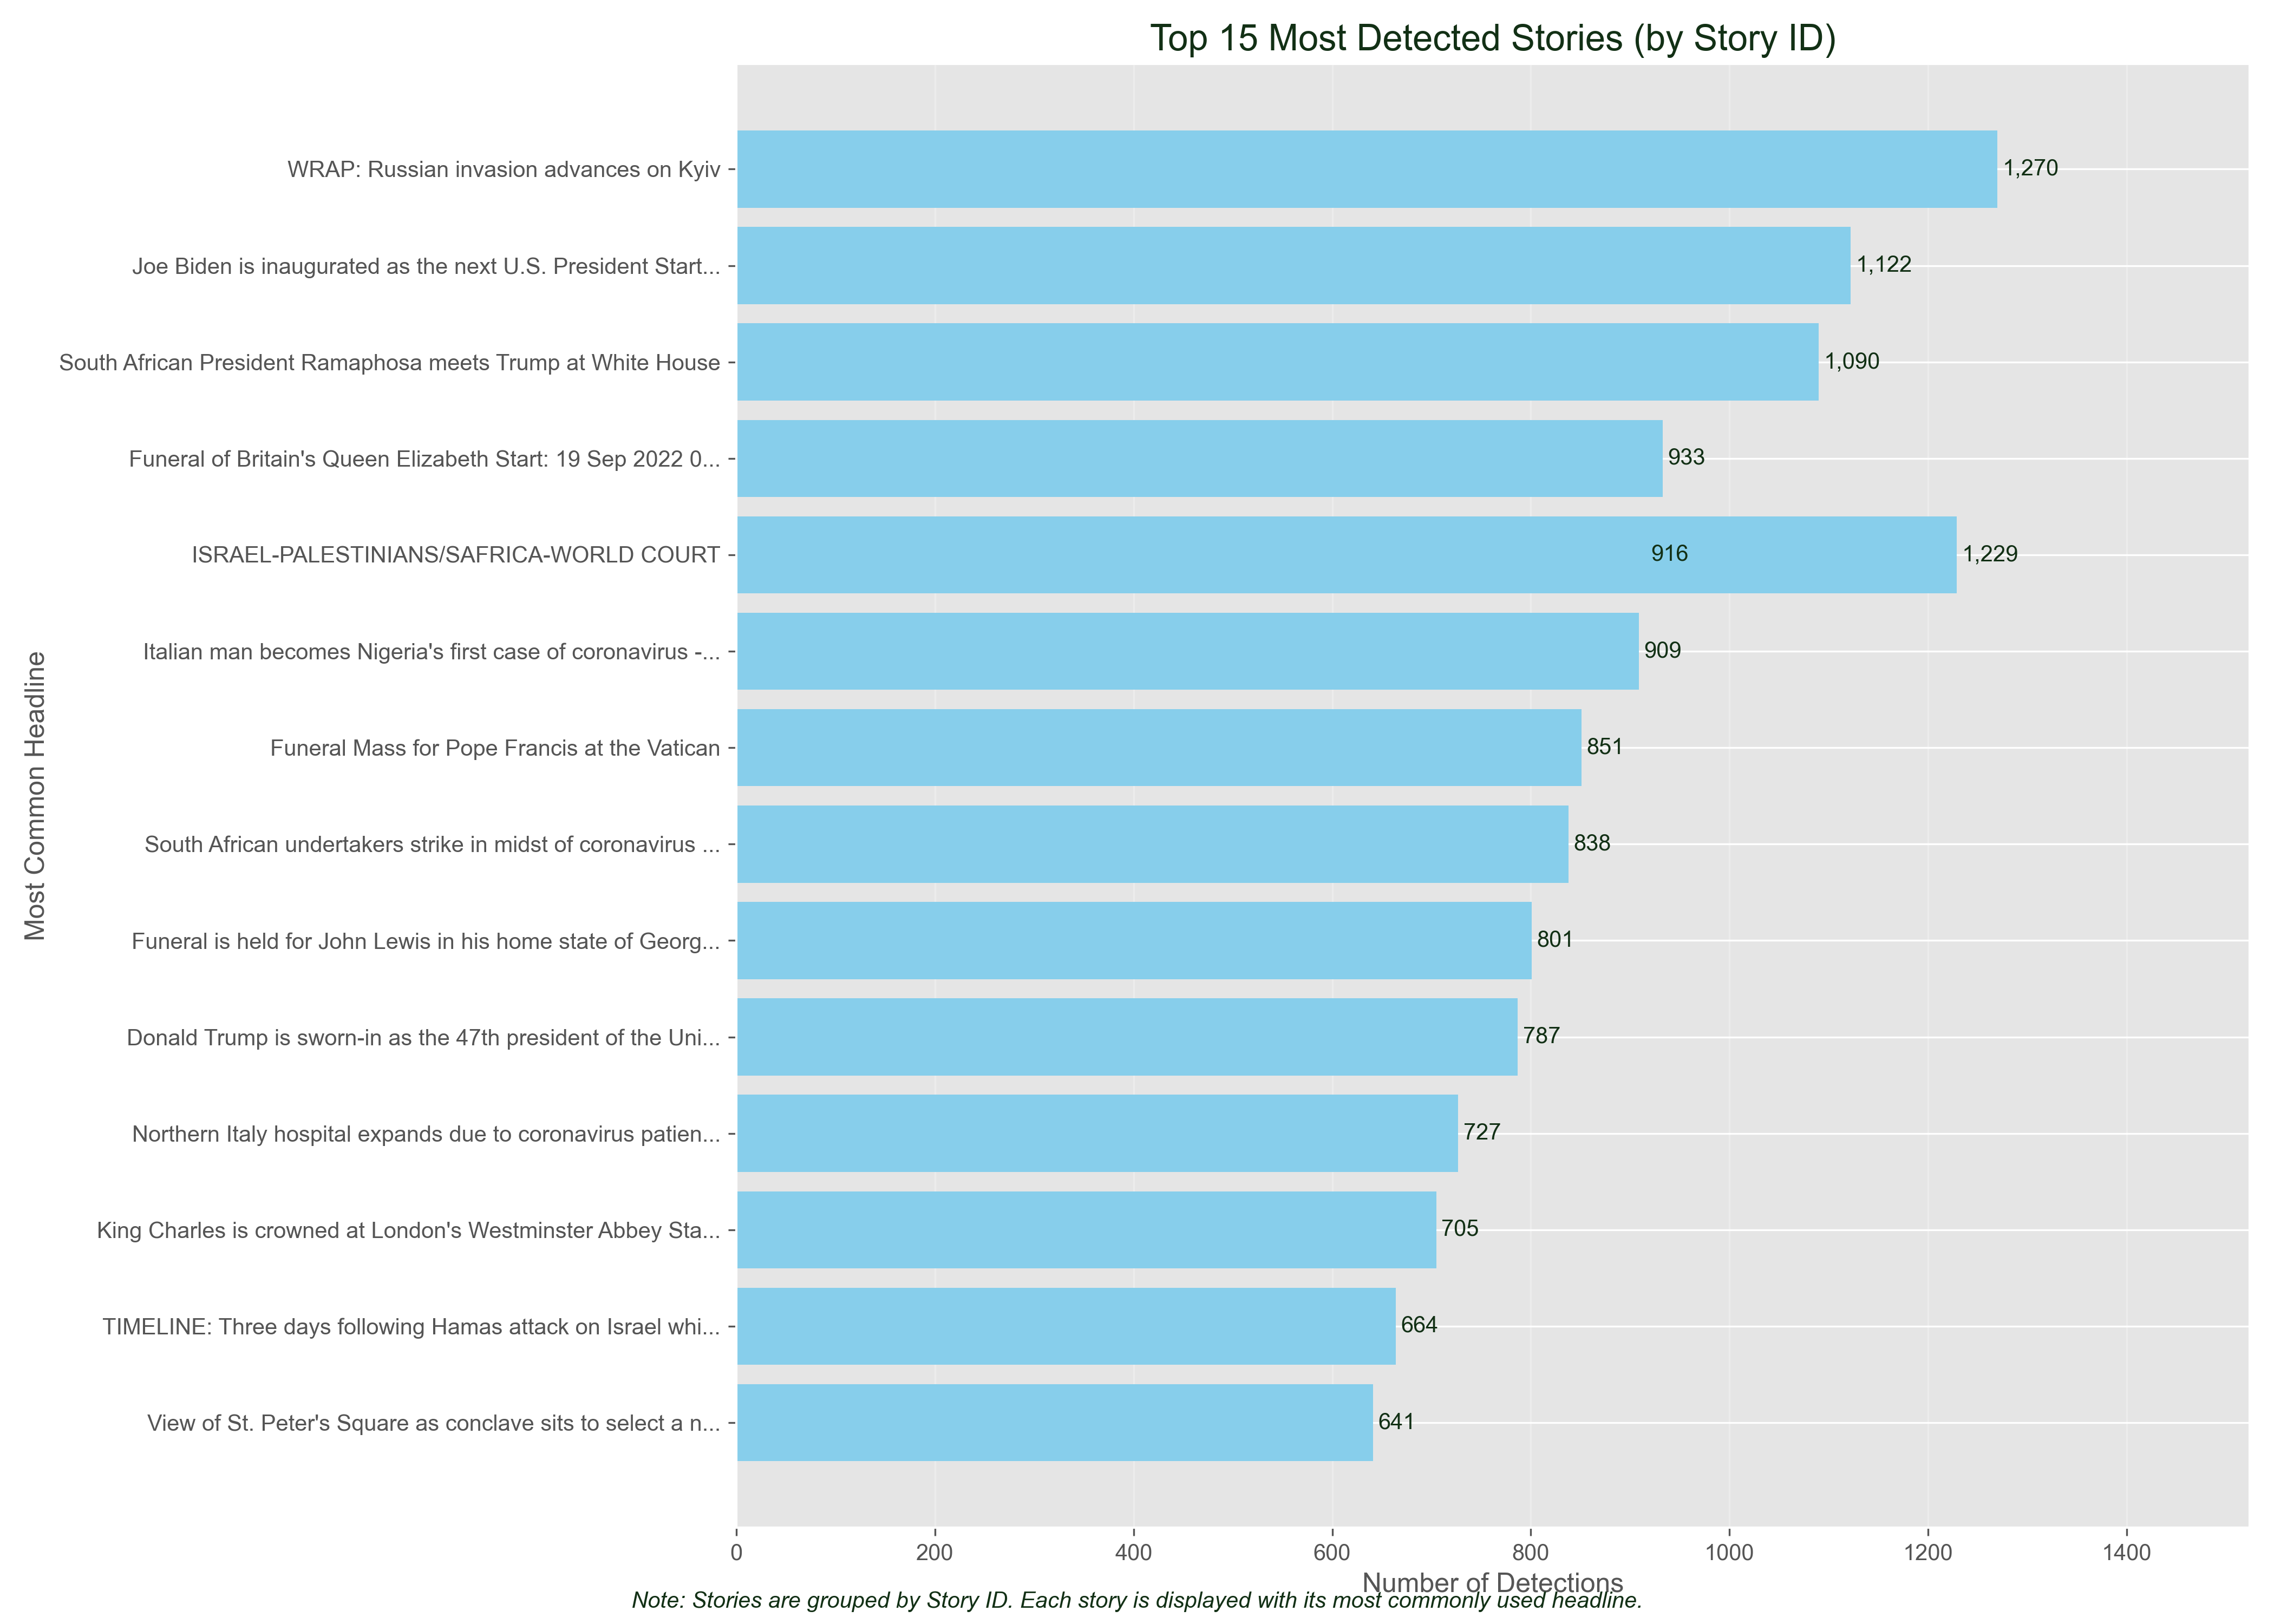 Top 15 Most Detected Stories (by Story ID)
Most Common Headline
WRAP: Russian invasion advances on Kyiv 1,270
Joe Biden is inaugurated as the next U.S. President Start... 1,122
South African President Ramaphosa meets Trump at White House 1,090
Funeral of Britain's Queen Elizabeth Start: 19 Sep 2022 0... 933
ISRAEL-PALESTINIANS/SAFRICA-WORLD COURT 916 1,229
Italian man becomes Nigeria's first case of coronavirus -... 909
Funeral Mass for Pope Francis at the Vatican 851
South African undertakers strike in midst of coronavirus ... 838
Funeral is held for John Lewis in his home state of Georg... 801
Donald Trump is sworn-in as the 47th president of the Uni... 787
Northern Italy hospital expands due to coronavirus patien... 727
King Charles is crowned at London's Westminster Abbey Sta... 705
TIMELINE: Three days following Hamas attack on Israel whi... 664
View of St. Peter's Square as conclave sits to select a n... 641
0 200 400 600 800 1000 1200 1400
Number of Detections
Note: Stories are grouped by Story ID. Each story is displayed with its most commonly used headline.